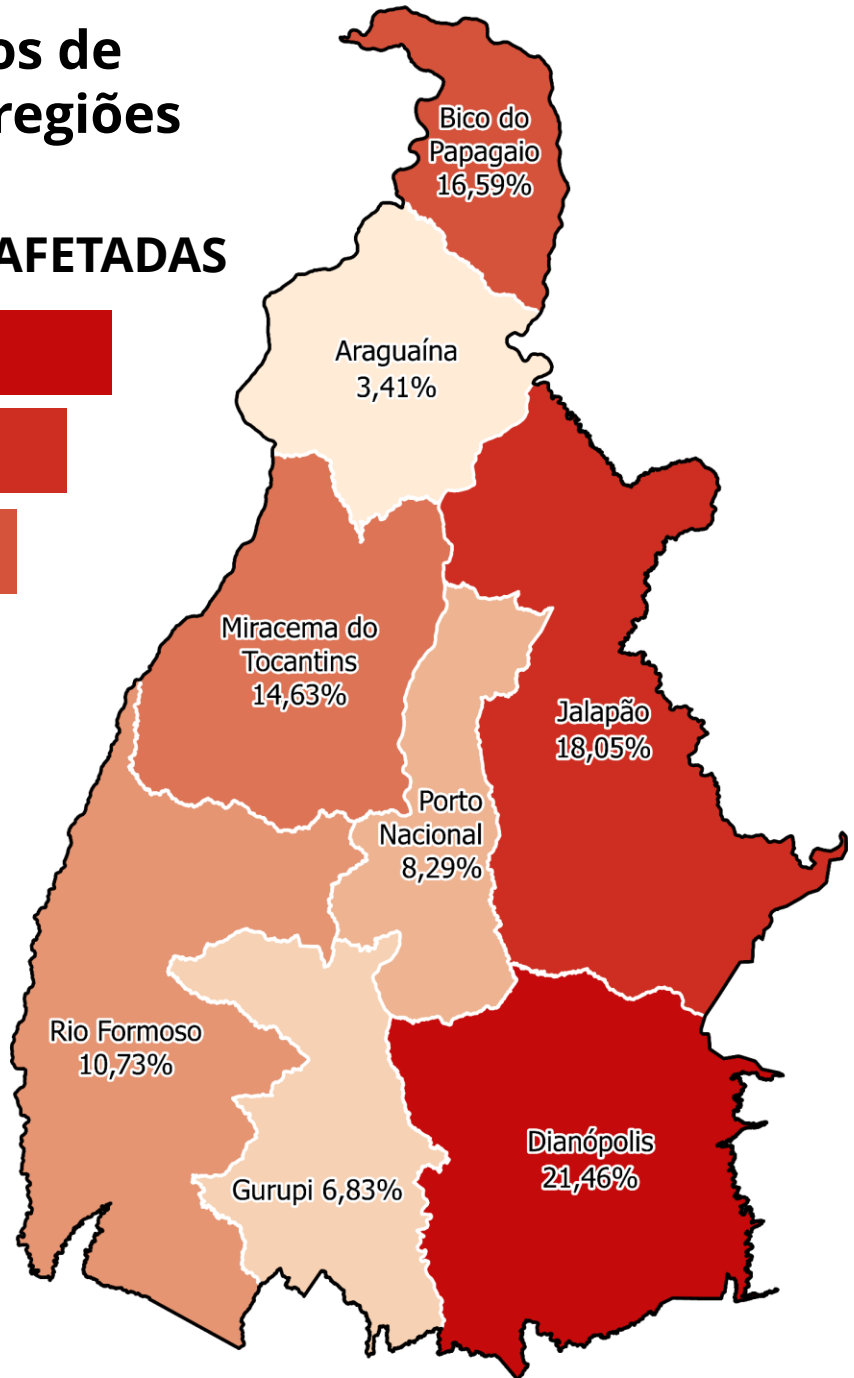 os de
regiões
AFETADAS
Bico do
Papagaio
16,59%
Araguaína
3,41%
Miracema do
Tocantins
14,63%
Jalapão
18,05%
Porto
Nacional
8,29%
Rio Formoso
10,73%
Gurupi 6,83%
Dianópolis
21,46%